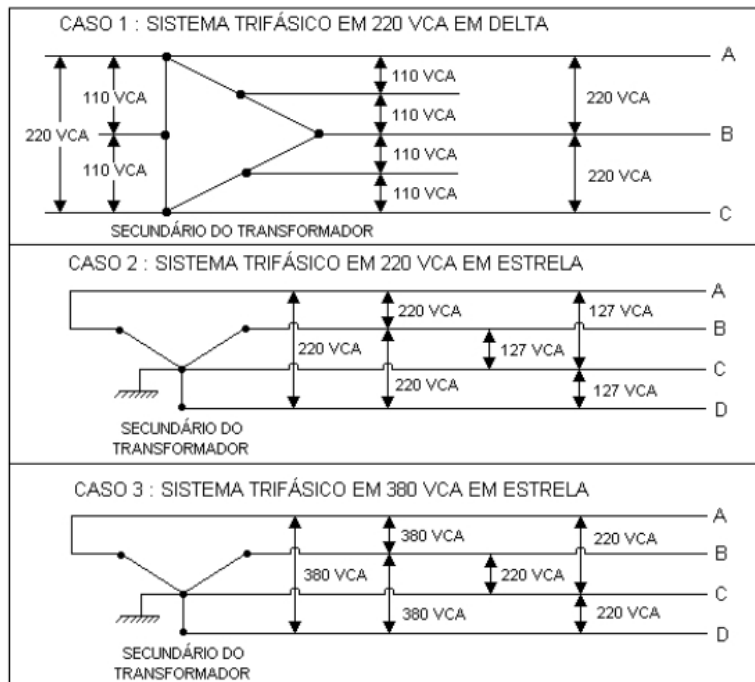 CASO 1 : SISTEMA TRIFÁSICO EM 220 VCA EM DELTA
A
110 VCA
110 VCA
110 VCA
220 VCA
220 VCA
B
110 VCA
110 VCA
220 VCA
110 VCA
C
SECUNDÁRIO DO TRANSFORMADOR
CASO 2 : SISTEMA TRIFÁSICO EM 220 VCA EM ESTRELA
A
220 VCA
127 VCA
B
220 VCA
127 VCA
C
220 VCA
127 VCA
D
SECUNDÁRIO DO
TRANSFORMADOR
CASO 3 : SISTEMA TRIFÁSICO EM 380 VCA EM ESTRELA
A
380 VCA
220 VCA
B
380 VCA
220 VCA
C
380 VCA
220 VCA
D
SECUNDÁRIO DO
TRANSFORMADOR